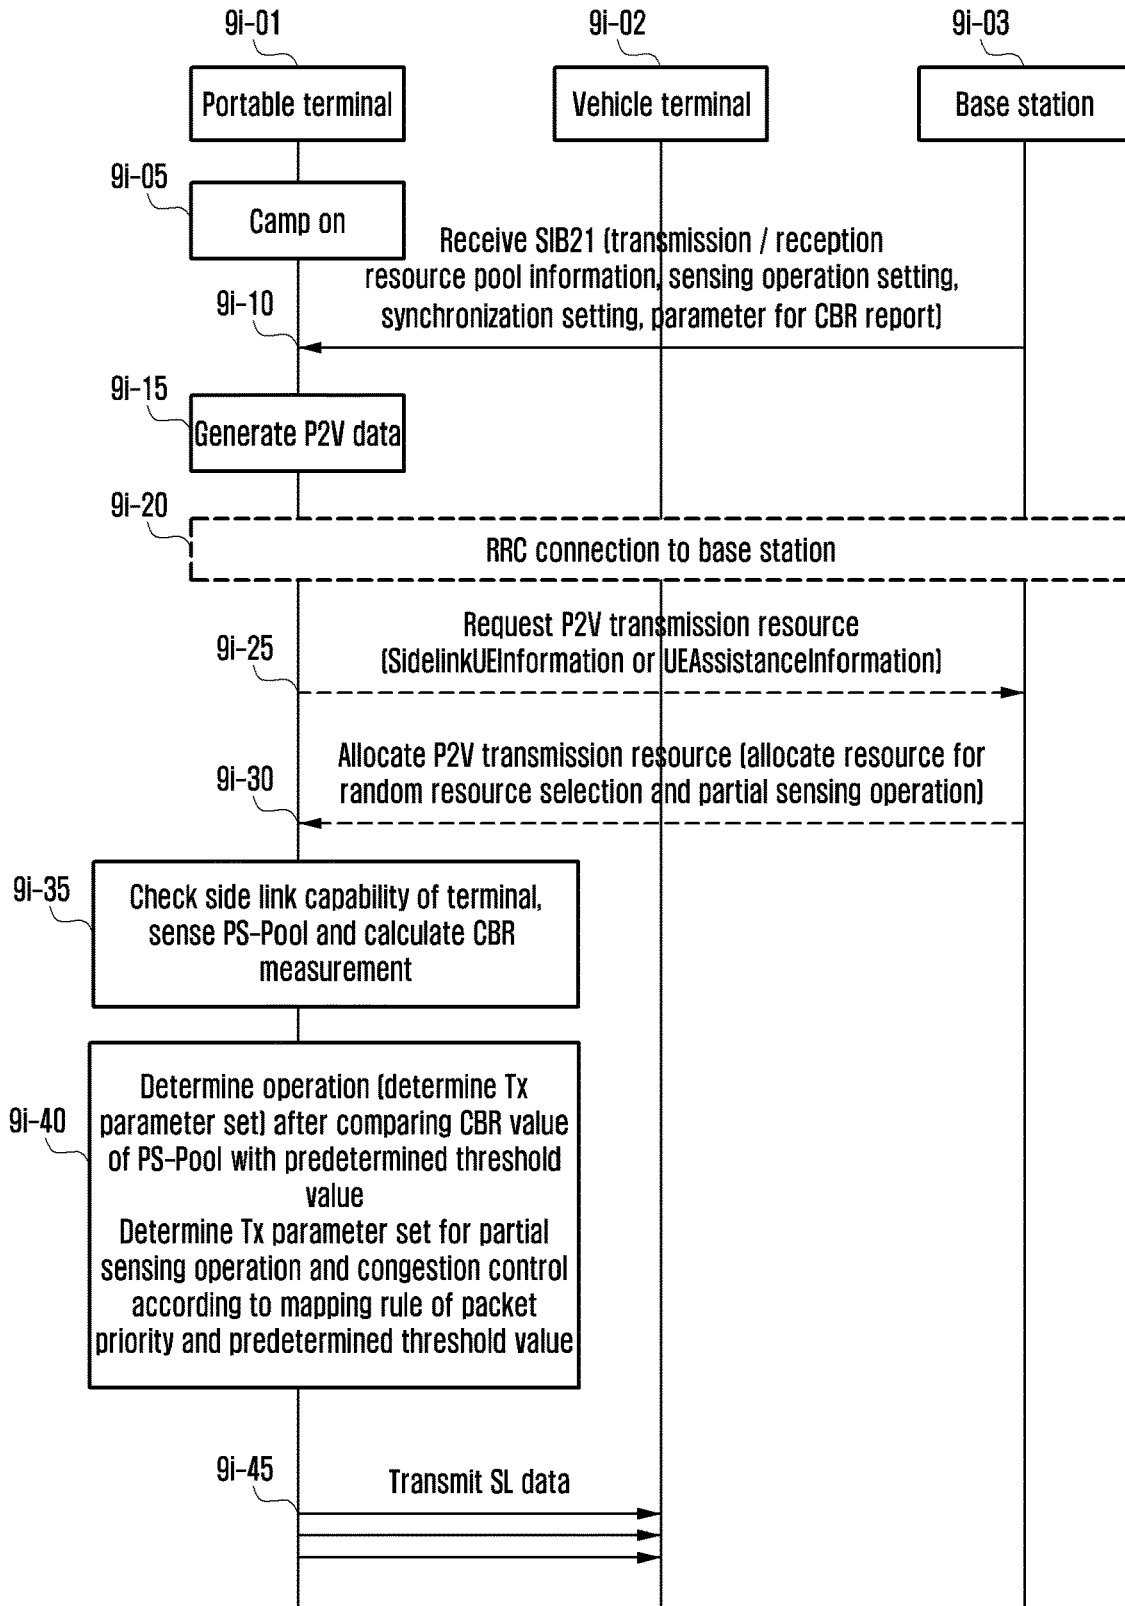 9i-01
9i-02
9i-03
Portable terminal
Vehicle terminal
Base station
9i-05
Camp on
Receive SIB21 (transmission / reception
resource pool information, sensing operation setting,
synchronization setting, parameter for CBR report)
9i-10
9i-15
Generate P2V data
9i-20
RRC connection to base station
Request P2V transmission resource
(SidelinkUEInformation or UEAssistanceInformation)
9i-25
Allocate P2V transmission resource (allocate resource for
random resource selection and partial sensing operation)
9i-30
9i-35
Check side link capability of terminal,
sense PS-Pool and calculate CBR
measurement
9i-40
Determine operation (determine Tx
parameter set) after comparing CBR value
of PS-Pool with predetermined threshold
value
Determine Tx parameter set for partial
sensing operation and congestion control
according to mapping rule of packet
priority and predetermined threshold value
9i-45
Transmit SL data